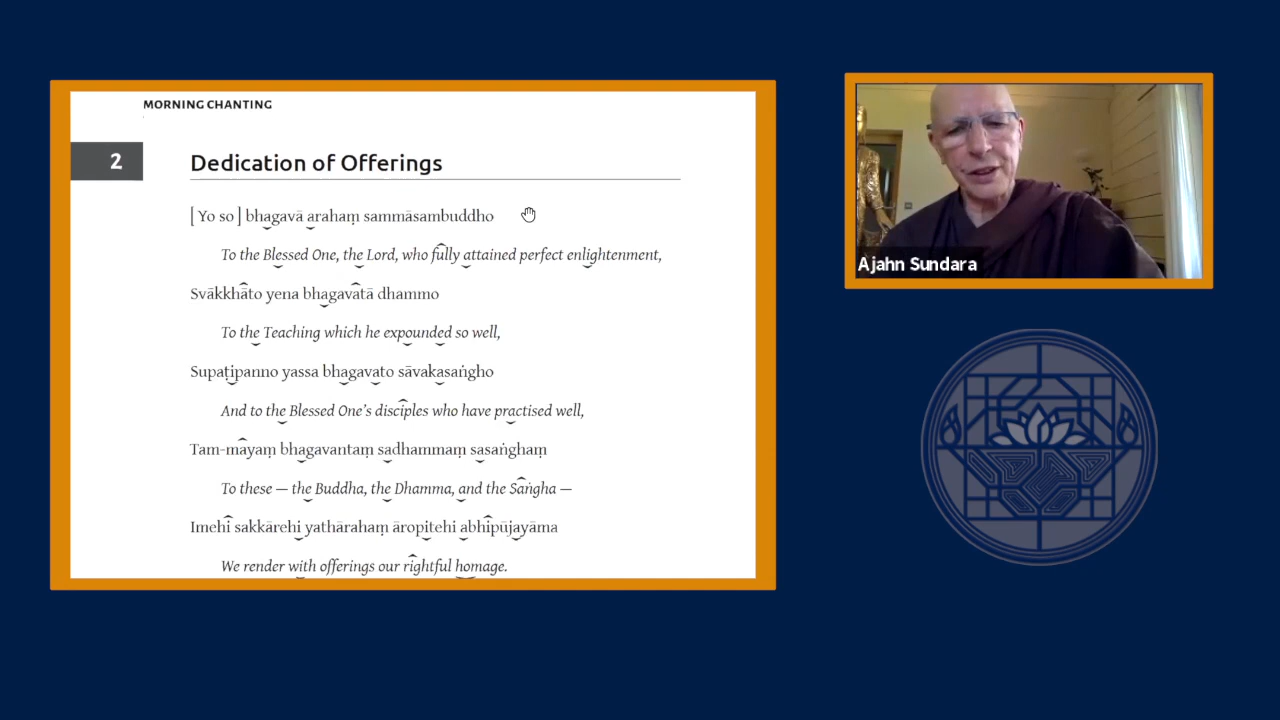 MORNING CHANTING
2
Dedication of Offerings
[ Yo so ] bhagavā arahaṃ sammāsambuddho
To the Blessed One, the Lord, who fully attained perfect enlightenment,
Svākkhāto yena bhagavatā dhammo
To the Teaching which he expounded so well,
Supaṭipanno yassa bhagavato sāvakasaṅgho
And to the Blessed One’s disciples who have practised well,
Tam-māyaṃ bhagavantaṃ sadhammaṃ sasaṅghaṃ
To these — the Buddha, the Dhamma, and the Saṅgha —
Imehi sakkārehi yathārahaṃ āropitehi abhipūjayāma
We render with offerings our rightful homage.
Ajahn Sundara